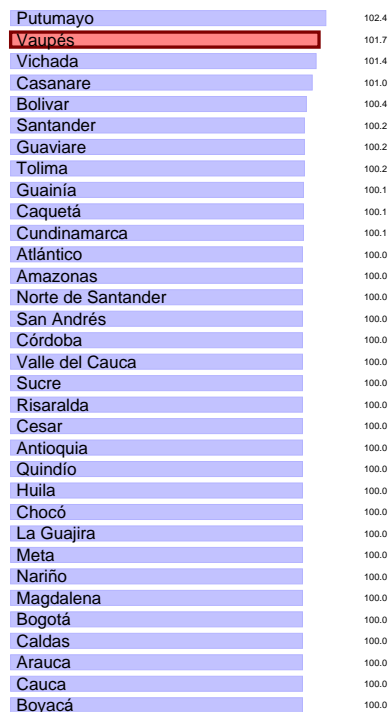 Putumayo 102.4
Vaupés 101.7
Vichada 101.4
Casanare 101.0
Bolivar 100.4
Santander 100.2
Guaviare 100.2
Tolima 100.2
Guainía 100.1
Caquetá 100.1
Cundinamarca 100.1
Atlántico 100.0
Amazonas 100.0
Norte de Santander 100.0
San Andrés 100.0
Córdoba 100.0
Valle del Cauca 100.0
Sucre 100.0
Risaralda 100.0
Cesar 100.0
Antioquia 100.0
Quindío 100.0
Huila 100.0
Chocó 100.0
La Guajira 100.0
Meta 100.0
Nariño 100.0
Magdalena 100.0
Bogotá 100.0
Caldas 100.0
Arauca 100.0
Cauca 100.0
Boyacá 100.0